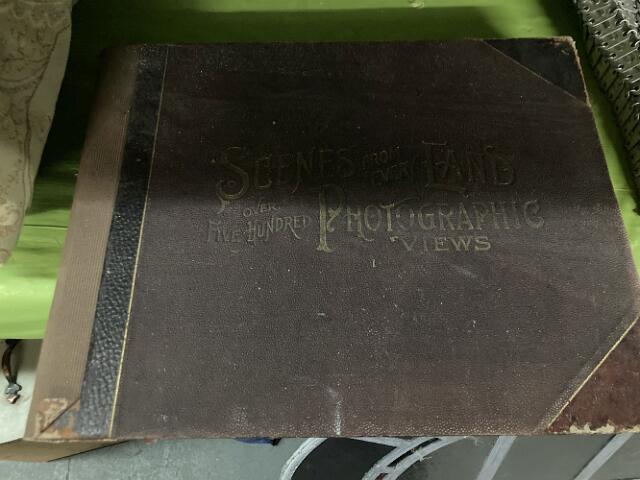 SCENES FROM EVERY LAND
OVER
FIVE HUNDRED PHOTOGRAPHIC
VIEWS